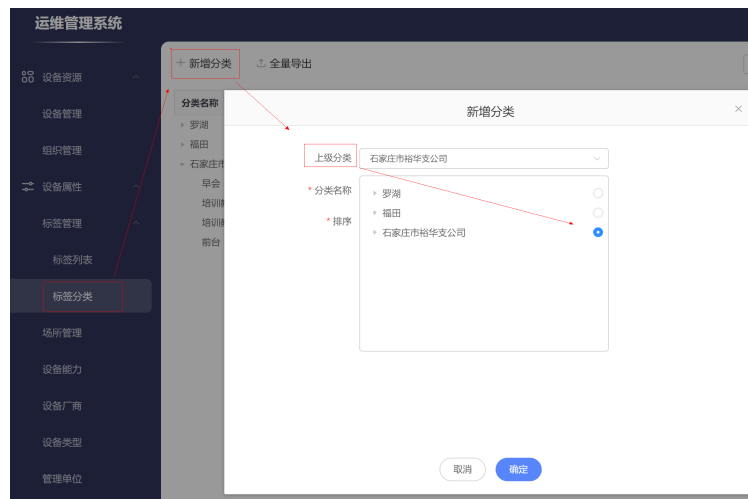 运维管理系统
设备资源
设备管理
组织管理
设备属性
标签管理
标签列表
标签分类
场所管理
设备能力
设备厂商
设备类型
管理单位
+ 新增分类
全量导出
分类名称
罗湖
福田
石家庄市
早会
培训
培训
前台
新增分类
×
上级分类
石家庄市裕华支公司
* 分类名称
* 排序
罗湖
福田
石家庄市裕华支公司
取消
确定